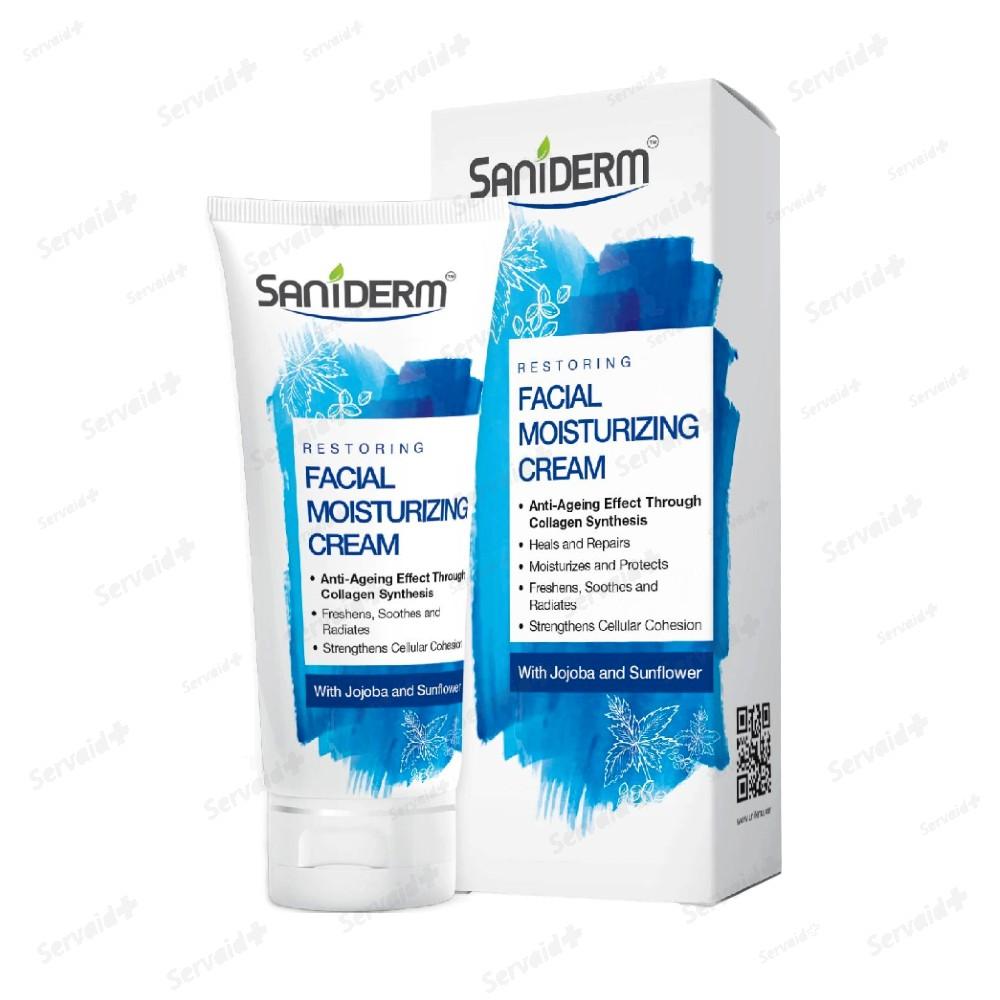 SANIDERM™
RESTORING
FACIAL
MOISTURIZING
CREAM
• Anti-Ageing Effect Through
Collagen Synthesis
• Freshens, Soothes and
Radiates
• Strengthens Cellular Cohesion
With Jojoba and Sunflower
SANIDERM™
RESTORING
FACIAL
MOISTURIZING
CREAM
• Anti-Ageing Effect Through
Collagen Synthesis
• Heals and Repairs
• Moisturizes and Protects
• Freshens, Soothes and
Radiates
• Strengthens Cellular Cohesion
With Jojoba and Sunflower
Servaid